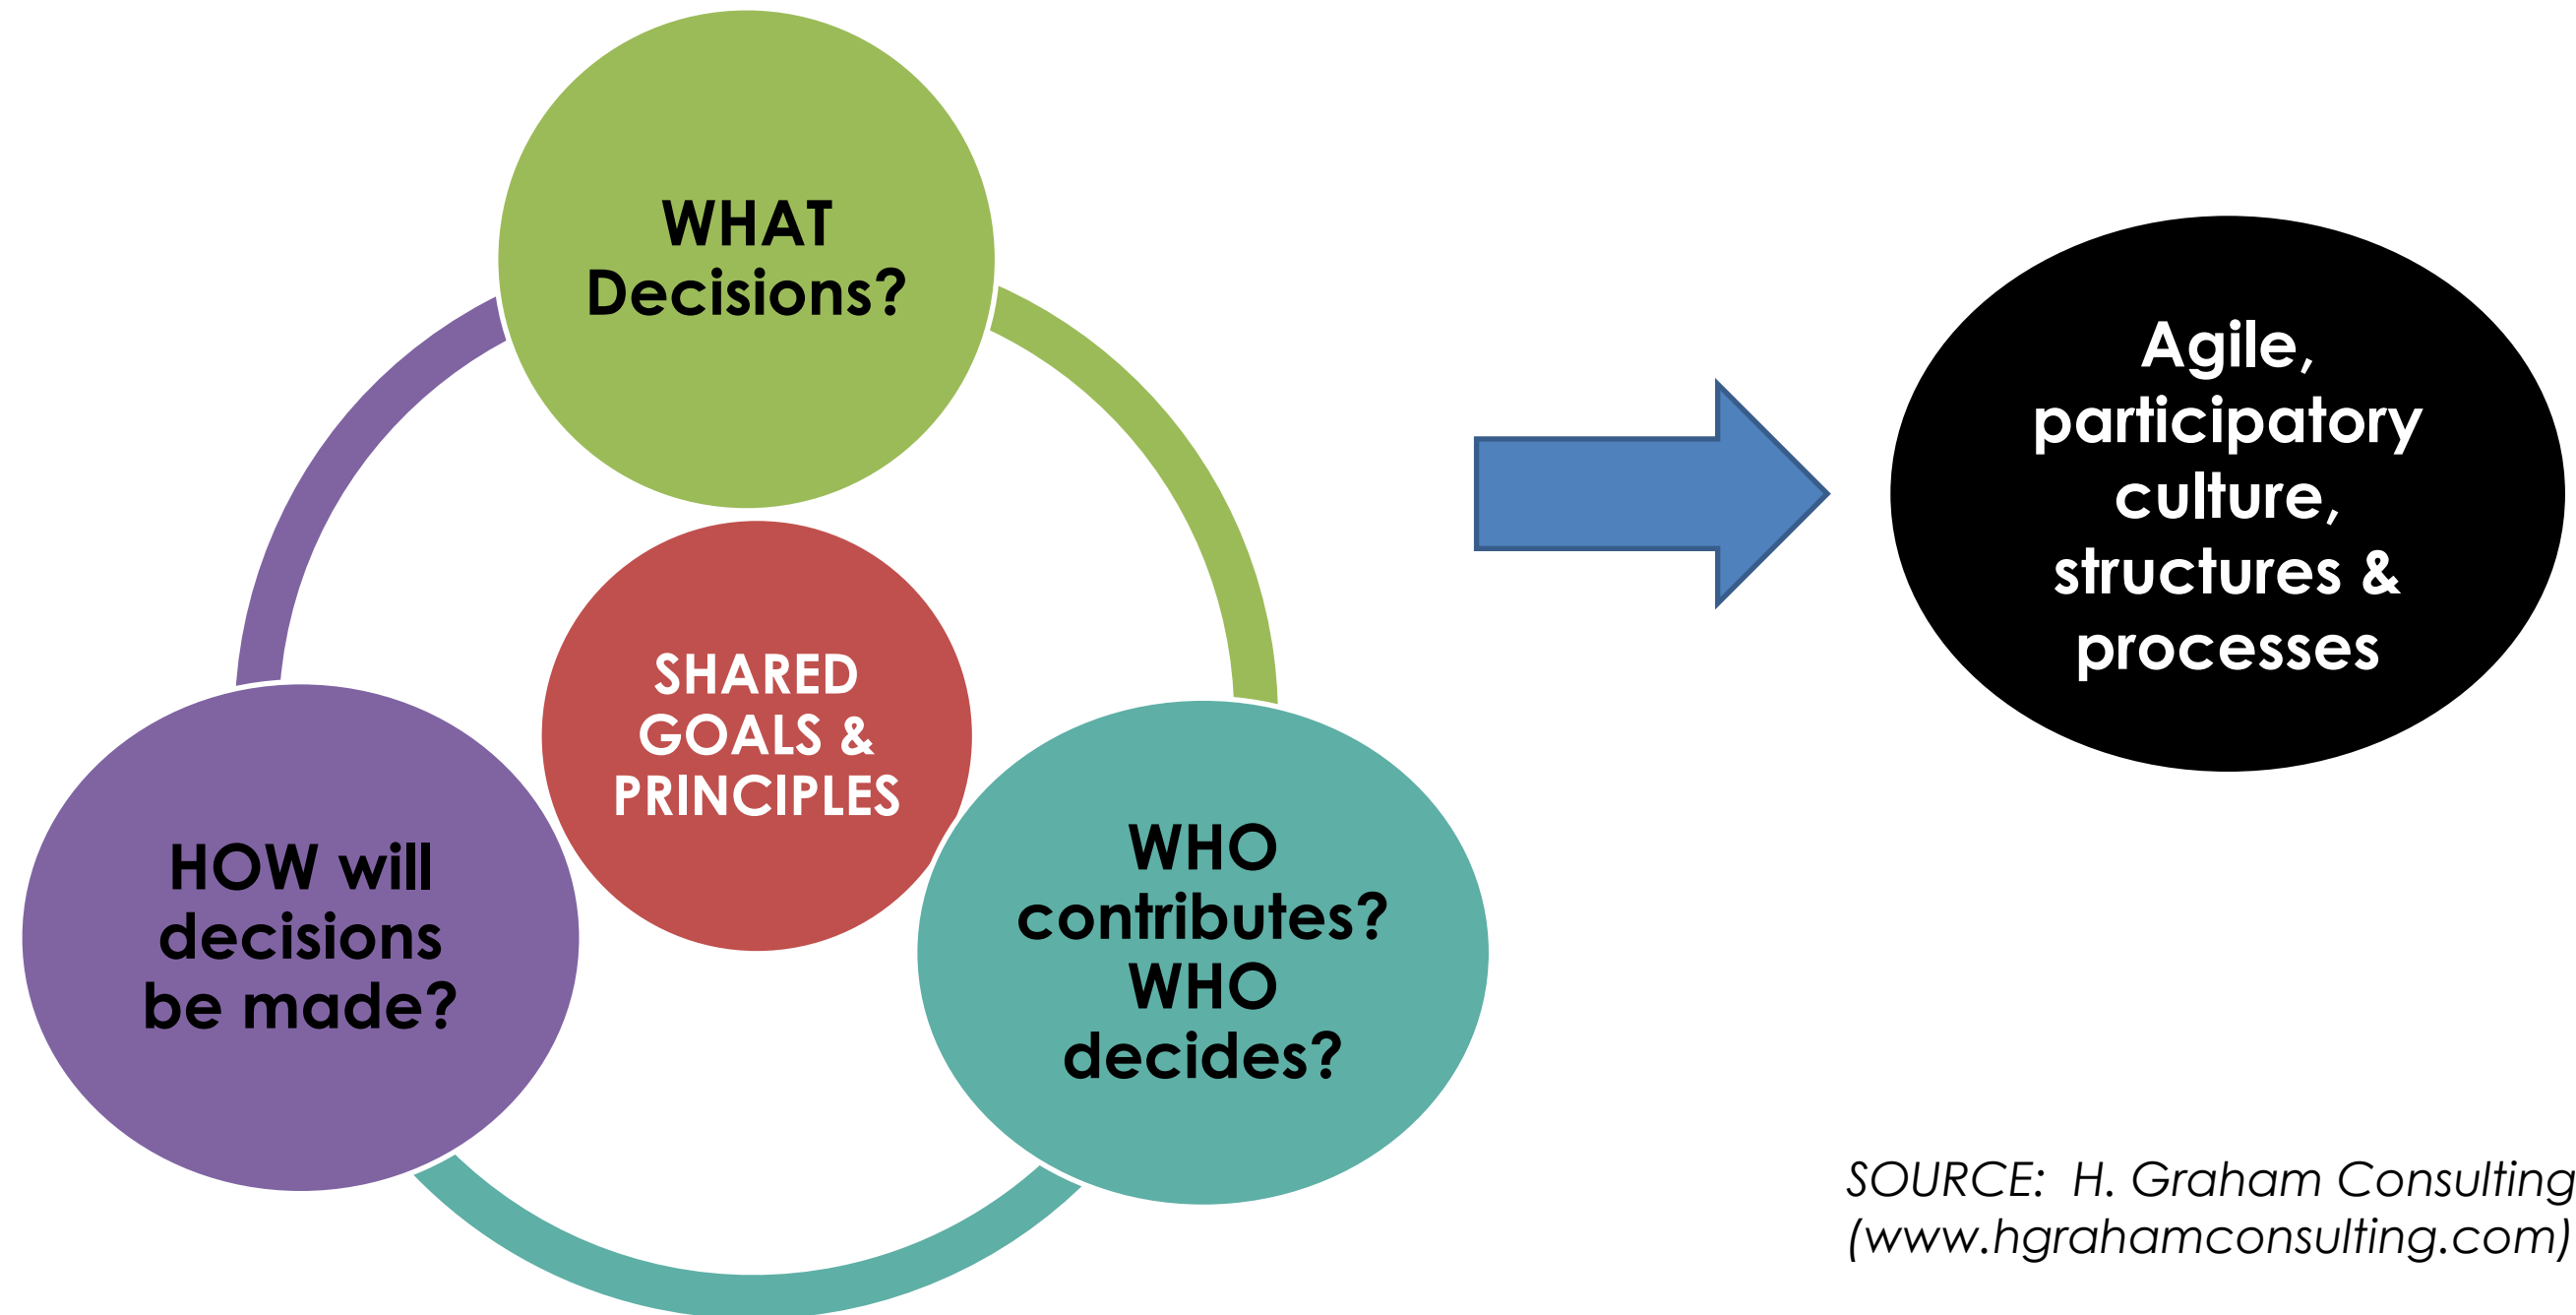 WHAT
Decisions?
SHARED
GOALS &
PRINCIPLES
HOW will
decisions
be made?
WHO
contributes?
WHO
decides?
Agile,
participatory
culture,
structures &
processes
SOURCE:  H. Graham Consulting
(www.hgrahamconsulting.com)